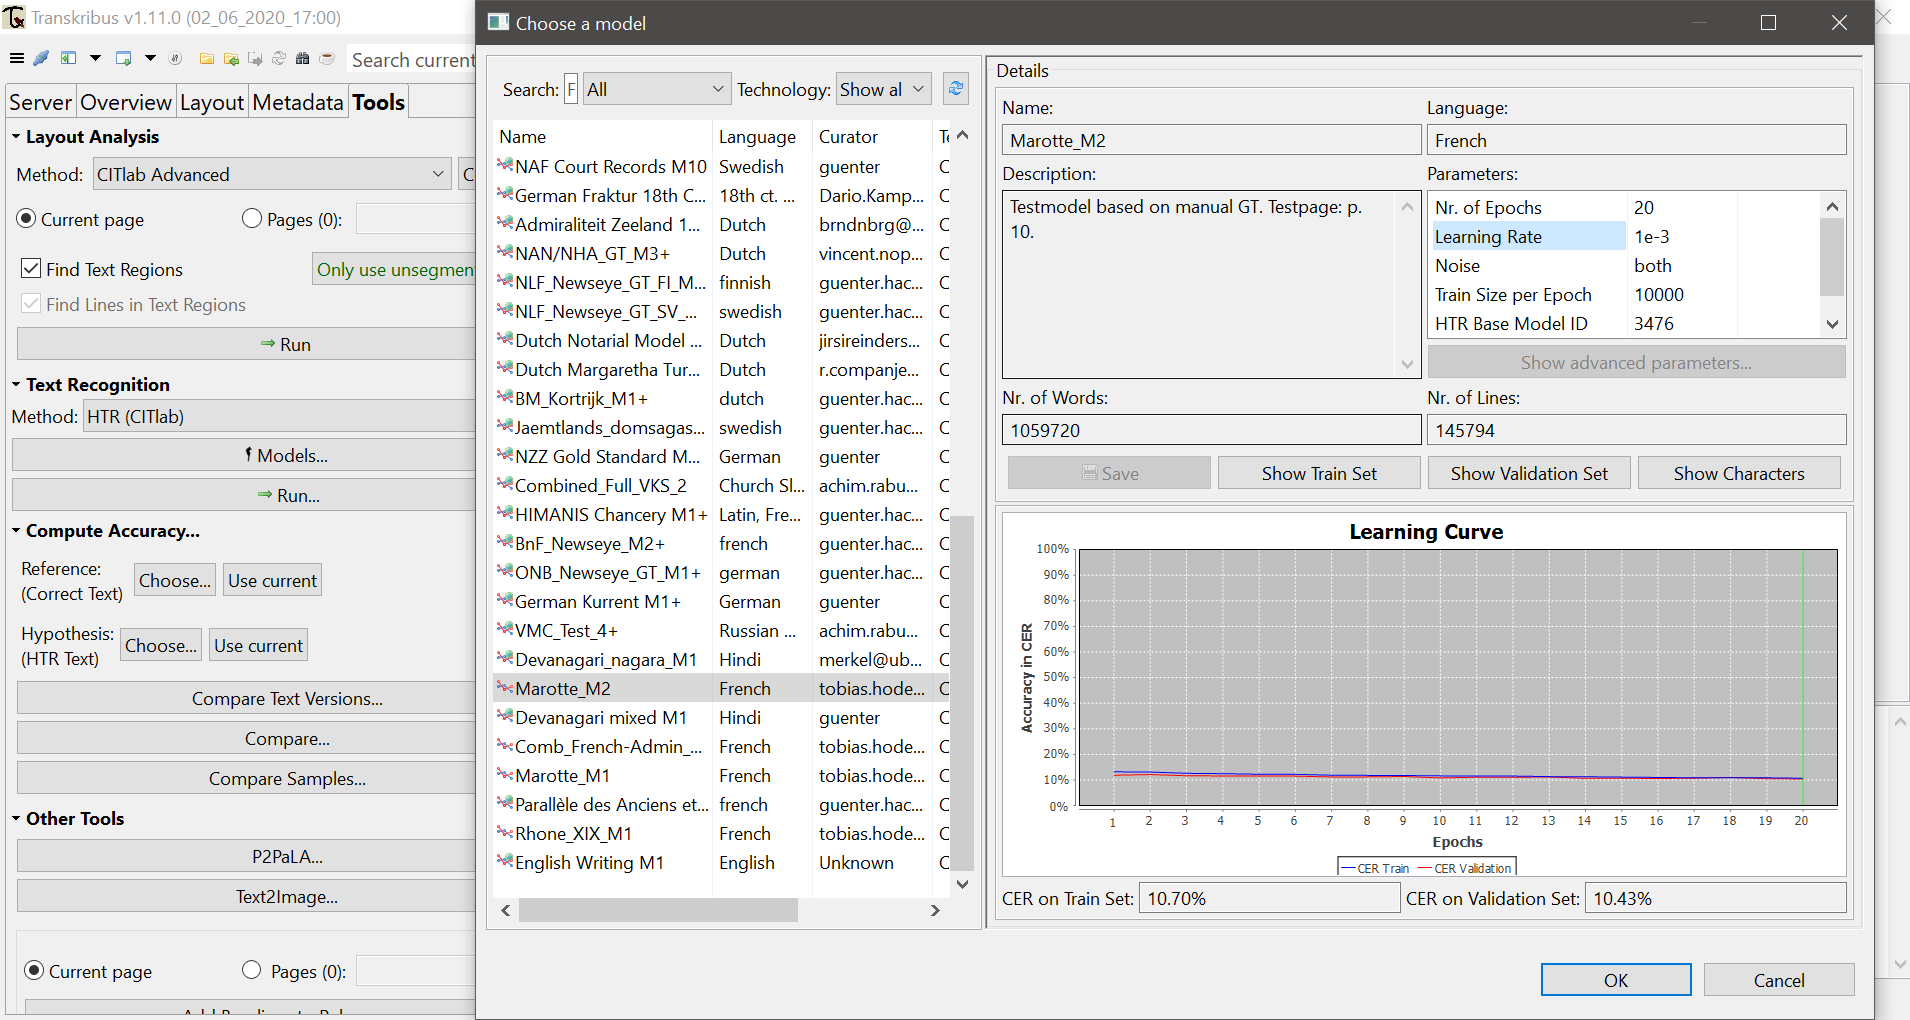 Transkribus v1.11.0 (02_06_2020_17:00)
Search current
Server Overview Layout Metadata Tools
Layout Analysis
Method: CITlab Advanced C
Current page Pages (0):
Find Text Regions Only use unsegmen
Find Lines in Text Regions
Run
Text Recognition
Method: HTR (CITlab)
Models...
Run...
Compute Accuracy...
Reference:
(Correct Text)
Choose... Use current
Hypothesis:
(HTR Text)
Choose... Use current
Compare Text Versions...
Compare...
Compare Samples...
Other Tools
P2PaLA...
Text2Image...
Current page Pages (0):
Choose a model
Search: F All Technology: Show al
Name Language Curator Te
NAF Court Records M10 Swedish guenter C
German Fraktur 18th C... 18th ct. ... Dario.Kamp... C
Admiraliteit Zeeland 1... Dutch brndnbrg@... C
NAN/NHA_GT_M3+ Dutch vincent.nop... C
NLF_Newseye_GT_FI_M... finnish guenter.hac... C
NLF_Newseye_GT_SV_... swedish guenter.hac... C
Dutch Notarial Model ... Dutch jirsireinders... C
Dutch Margaretha Tur... Dutch r.companje... C
BM_Kortrijk_M1+ dutch guenter.hac... C
Jaemtlands_domsagas... swedish guenter.hac... C
NZZ Gold Standard M... German guenter C
Combined_Full_VKS_2 Church Sl... achim.rabu... C
HIMANIS Chancery M1+ Latin, Fre... guenter.hac... C
BnF_Newseye_M2+ french guenter.hac... C
ONB_Newseye_GT_M1+ german guenter.hac... C
German Kurrent M1+ German guenter C
VMC_Test_4+ Russian ... achim.rabu... C
Devanagari_nagara_M1 Hindi merkel@ub... C
Marotte_M2 French tobias.hode... C
Devanagari mixed M1 Hindi guenter C
Comb_French-Admin_... French tobias.hode... C
Marotte_M1 French tobias.hode... C
Parallèle des Anciens et... french guenter.hac... C
Rhone_XIX_M1 French tobias.hode... C
English Writing M1 English Unknown C
Details
Name: Language:
Marotte_M2 French
Description: Parameters:
Testmodel based on manual GT. Testpage: p.
10.
Nr. of Epochs 20
Learning Rate 1e-3
Noise both
Train Size per Epoch 10000
HTR Base Model ID 3476
Show advanced parameters...
Nr. of Words: Nr. of Lines:
1059720 145794
Save Show Train Set Show Validation Set Show Characters
Learning Curve
Accuracy in CER
100%
90%
80%
70%
60%
50%
40%
30%
20%
10%
0%
1 2 3 4 5 6 7 8 9 10 11 12 13 14 15 16 17 18 19 20
Epochs
CER Train CER Validation
CER on Train Set: 10.70% CER on Validation Set: 10.43%
OK Cancel